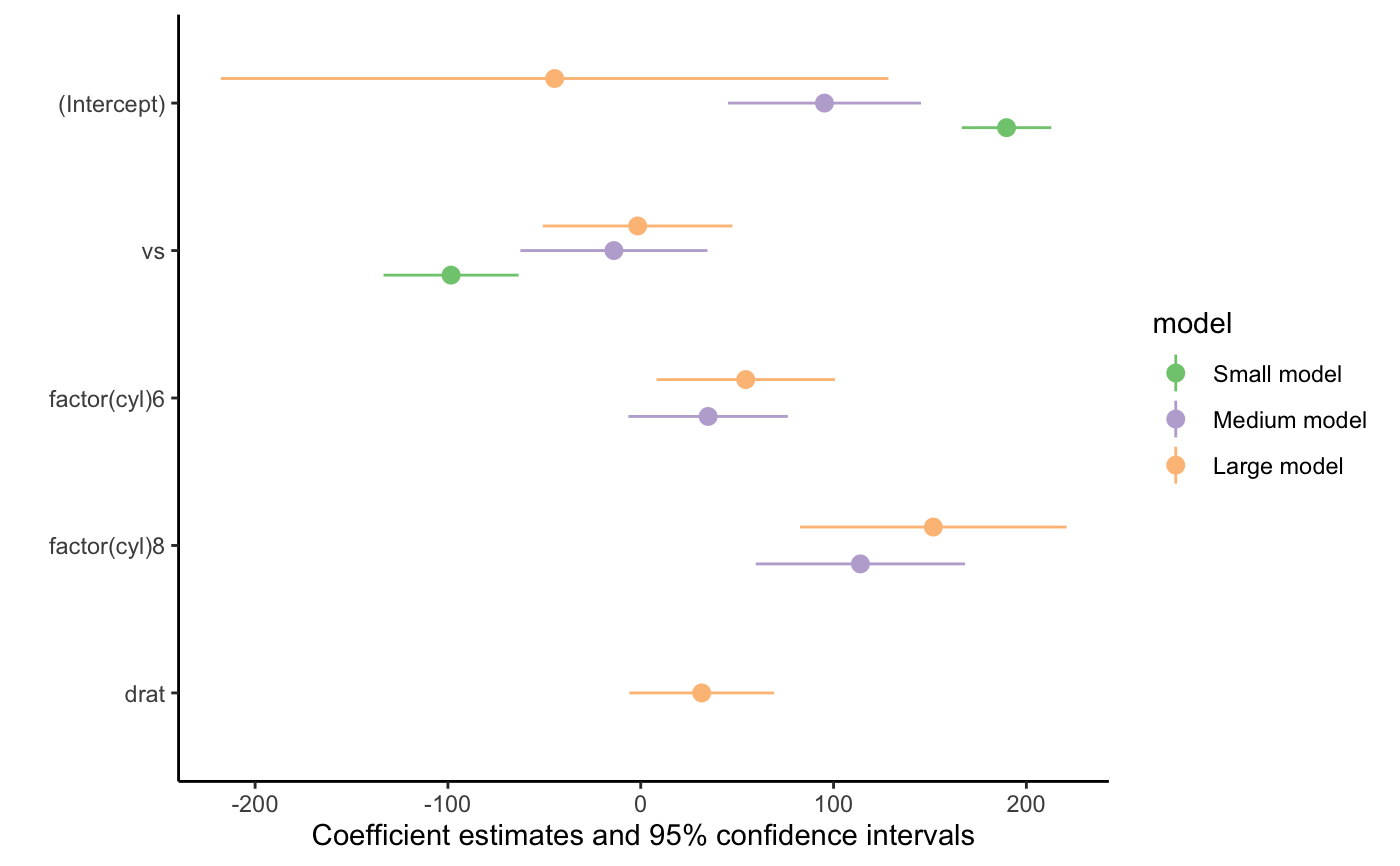 (Intercept)
vs
factor(cyl)6
factor(cyl)8
drat
-200 -100 0 100 200
Coefficient estimates and 95% confidence intervals
model
Small model
Medium model
Large model